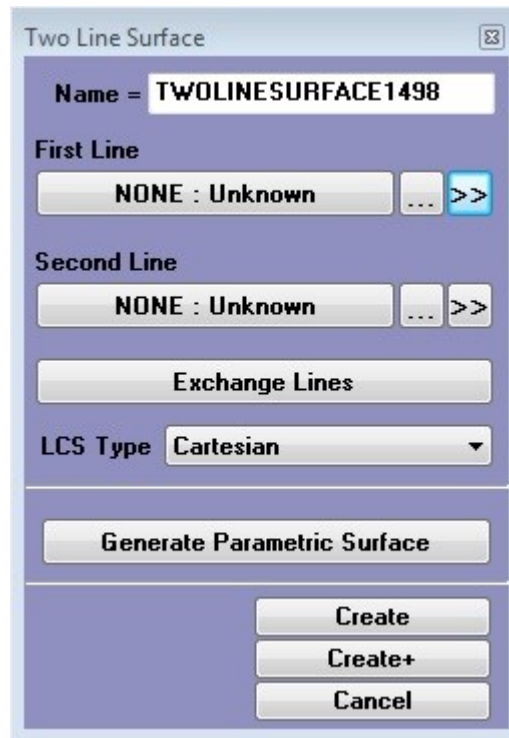 Two Line Surface
Name = TWOLINESURFACE1498
First Line
NONE : Unknown ... >>
Second Line
NONE : Unknown ... >>
Exchange Lines
LCS Type Cartesian
Generate Parametric Surface
Create
Create+
Cancel